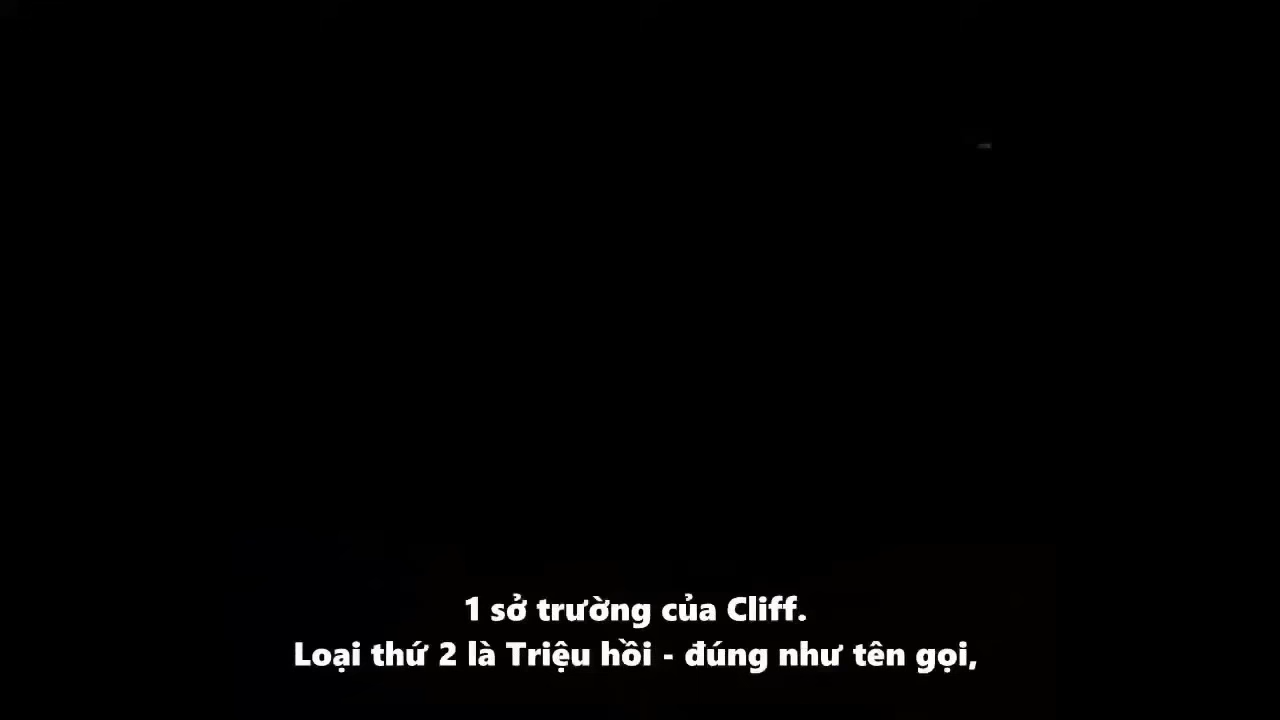 1 sở trường của Cliff.
Loại thứ 2 là Triệu hồi - đúng như tên gọi,